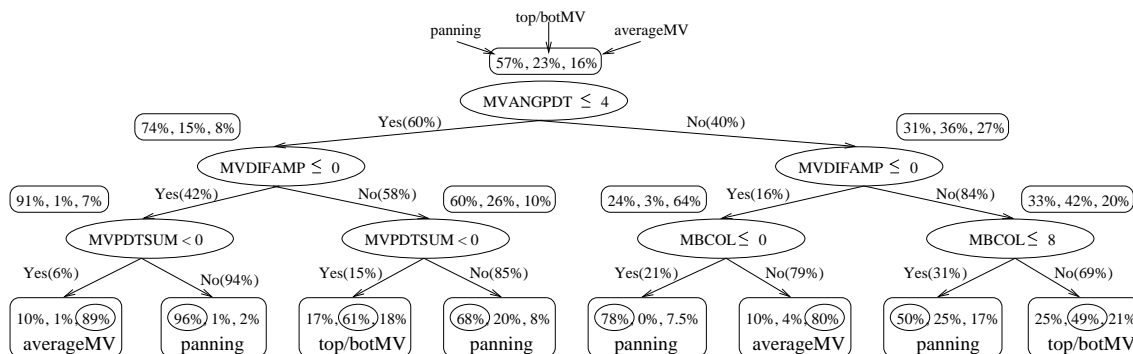 top/botMV
panning
averageMV
57%, 23%, 16%
MVANGPDT ≤ 4
74%, 15%, 8%
Yes(60%)
No(40%)
31%, 36%, 27%
MVDIFAMP ≤ 0
MVDIFAMP ≤ 0
91%, 1%, 7%
Yes(42%)
No(58%)
60%, 26%, 10%
24%, 3%, 64%
Yes(16%)
No(84%)
33%, 42%, 20%
MVPDTSUM < 0
MVPDTSUM < 0
MBCOL ≤ 0
MBCOL ≤ 8
Yes(6%)
No(94%)
Yes(15%)
No(85%)
Yes(21%)
No(79%)
Yes(31%)
No(69%)
10%, 1%, 89%
averageMV
96%, 1%, 2%
panning
17%, 61%, 18%
top/botMV
68%, 20%, 8%
panning
78%, 0%, 7.5%
panning
10%, 4%, 80%
averageMV
50%, 25%, 17%
panning
25%, 49%, 21%
top/botMV